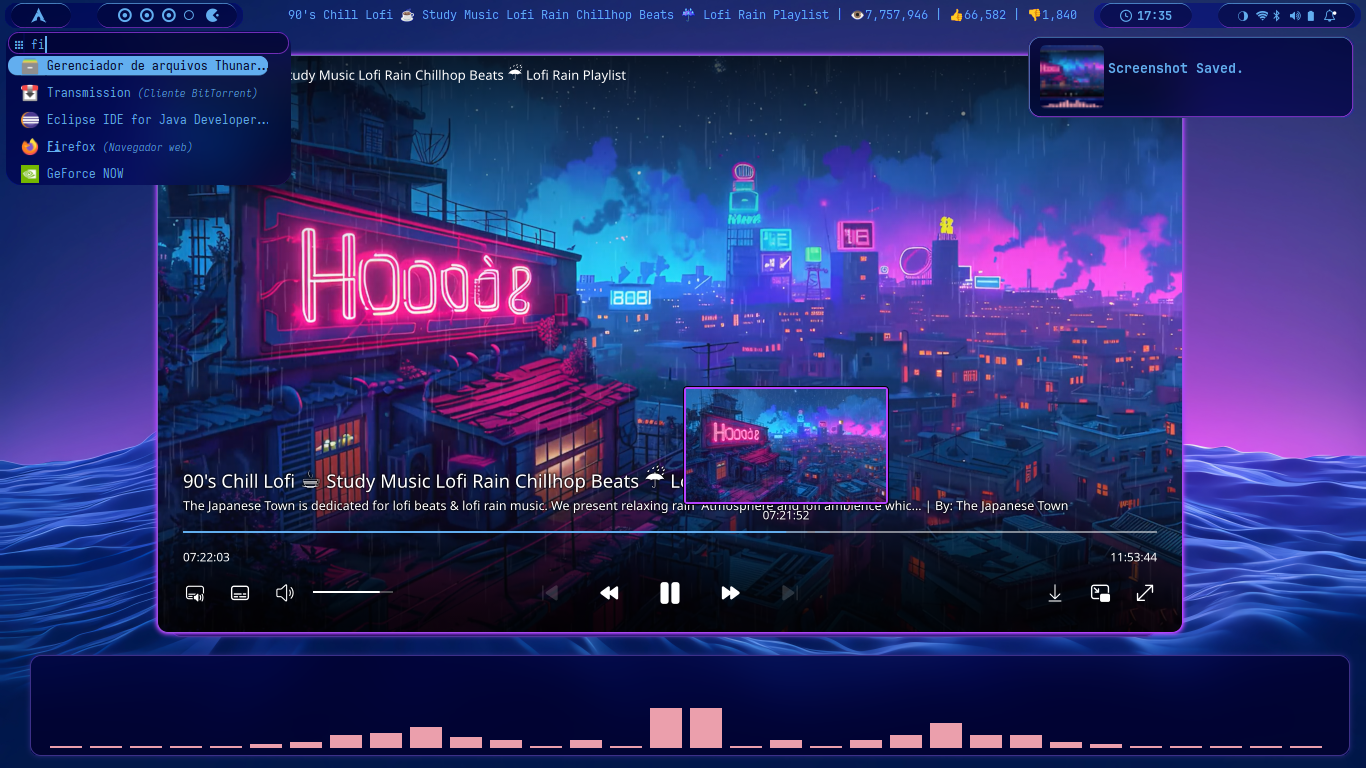 90's Chill Lofi ☕ Study Music Lofi Rain Chillhop Beats ☔ Lofi Rain Playlist | 👁7,757,946 | 👍66,582 | 👎1,840
17:35
fi
Gerenciador de arquivos Thunar..
Transmission (Cliente BitTorrent)
Eclipse IDE for Java Developer..
Firefox (Navegador web)
GeForce NOW
Screenshot Saved.
tudy Music Lofi Rain Chillhop Beats ☔ Lofi Rain Playlist
808
90's Chill Lofi ☕ Study Music Lofi Rain Chillhop Beats ☔ Lo
The Japanese Town is dedicated for lofi beats & lofi rain music. We present relaxing rain Atmosphere and lofi ambience whic... | By: The Japanese Town
07:21:52
07:22:03
11:53:44